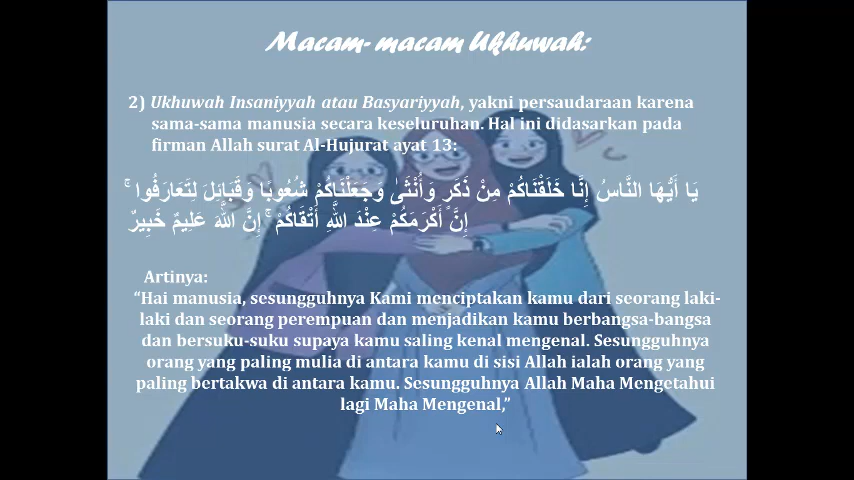 Macam- macam Ukhuwah:
2) Ukhuwah Insaniyyah atau Basyariyyah, yakni persaudaraan karena
sama-sama manusia secara keseluruhan. Hal ini didasarkan pada
firman Allah surat Al-Hujurat ayat 13:
يَا أَيُّهَا النَّاسُ إِنَّا خَلَقْنَاكُمْ مِنْ ذَكَرٍ وَأُنْثَىٰ وَجَعَلْنَاكُمْ شُعُوبًا وَقَبَائِلَ لِتَعَارَفُوا ۚ
إِنَّ أَكْرَمَكُمْ عِنْدَ اللَّهِ أَتْقَاكُمْ ۚ إِنَّ اللَّهَ عَلِيمٌ خَبِيرٌ
Artinya:
“Hai manusia, sesungguhnya Kami menciptakan kamu dari seorang laki-
laki dan seorang perempuan dan menjadikan kamu berbangsa-bangsa
dan bersuku-suku supaya kamu saling kenal mengenal. Sesungguhnya
orang yang paling mulia di antara kamu di sisi Allah ialah orang yang
paling bertakwa di antara kamu. Sesungguhnya Allah Maha Mengetahui
lagi Maha Mengenal,”